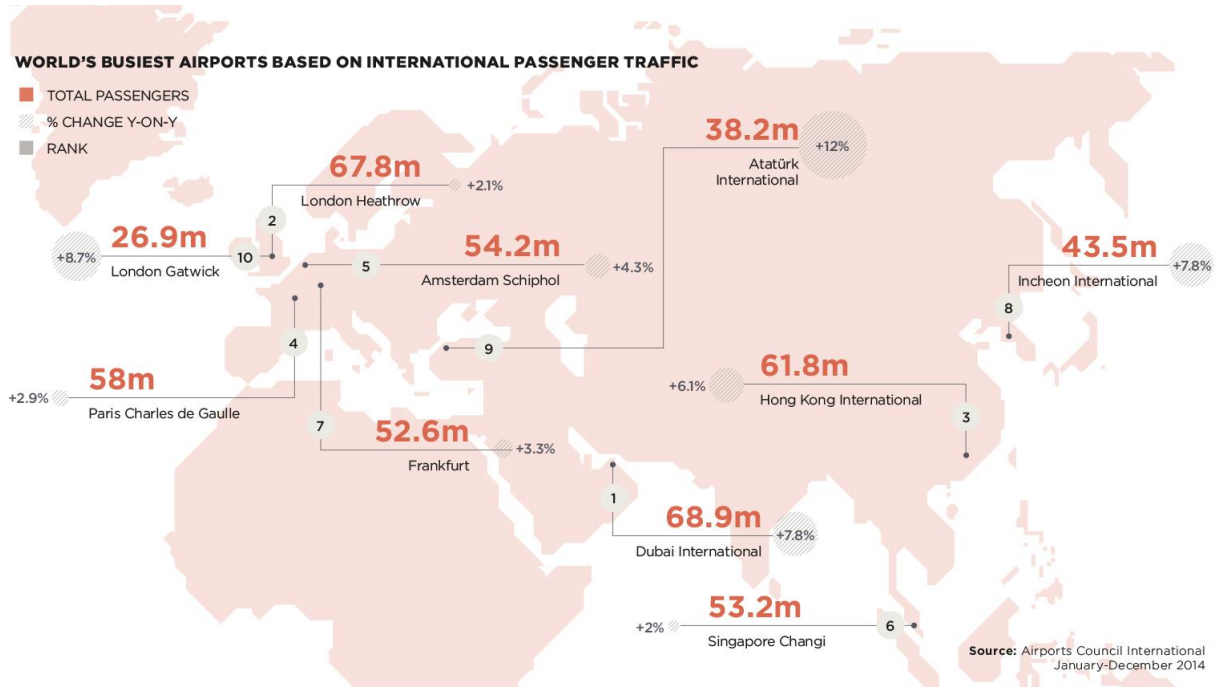 WORLD'S BUSIEST AIRPORTS BASED ON INTERNATIONAL PASSENGER TRAFFIC
TOTAL PASSENGERS
% CHANGE Y-ON-Y
RANK
38.2m
+12%
Atatürk
International
9
67.8m
+2.1%
London Heathrow
2
26.9m
+8.7%
London Gatwick
10
54.2m
+4.3%
Amsterdam Schiphol
5
43.5m
+7.8%
Incheon International
8
58m
+2.9%
Paris Charles de Gaulle
4
61.8m
+6.1%
Hong Kong International
3
52.6m
+3.3%
Frankfurt
7
68.9m
+7.8%
Dubai International
1
53.2m
+2%
Singapore Changi
6
Source: Airports Council International
January-December 2014